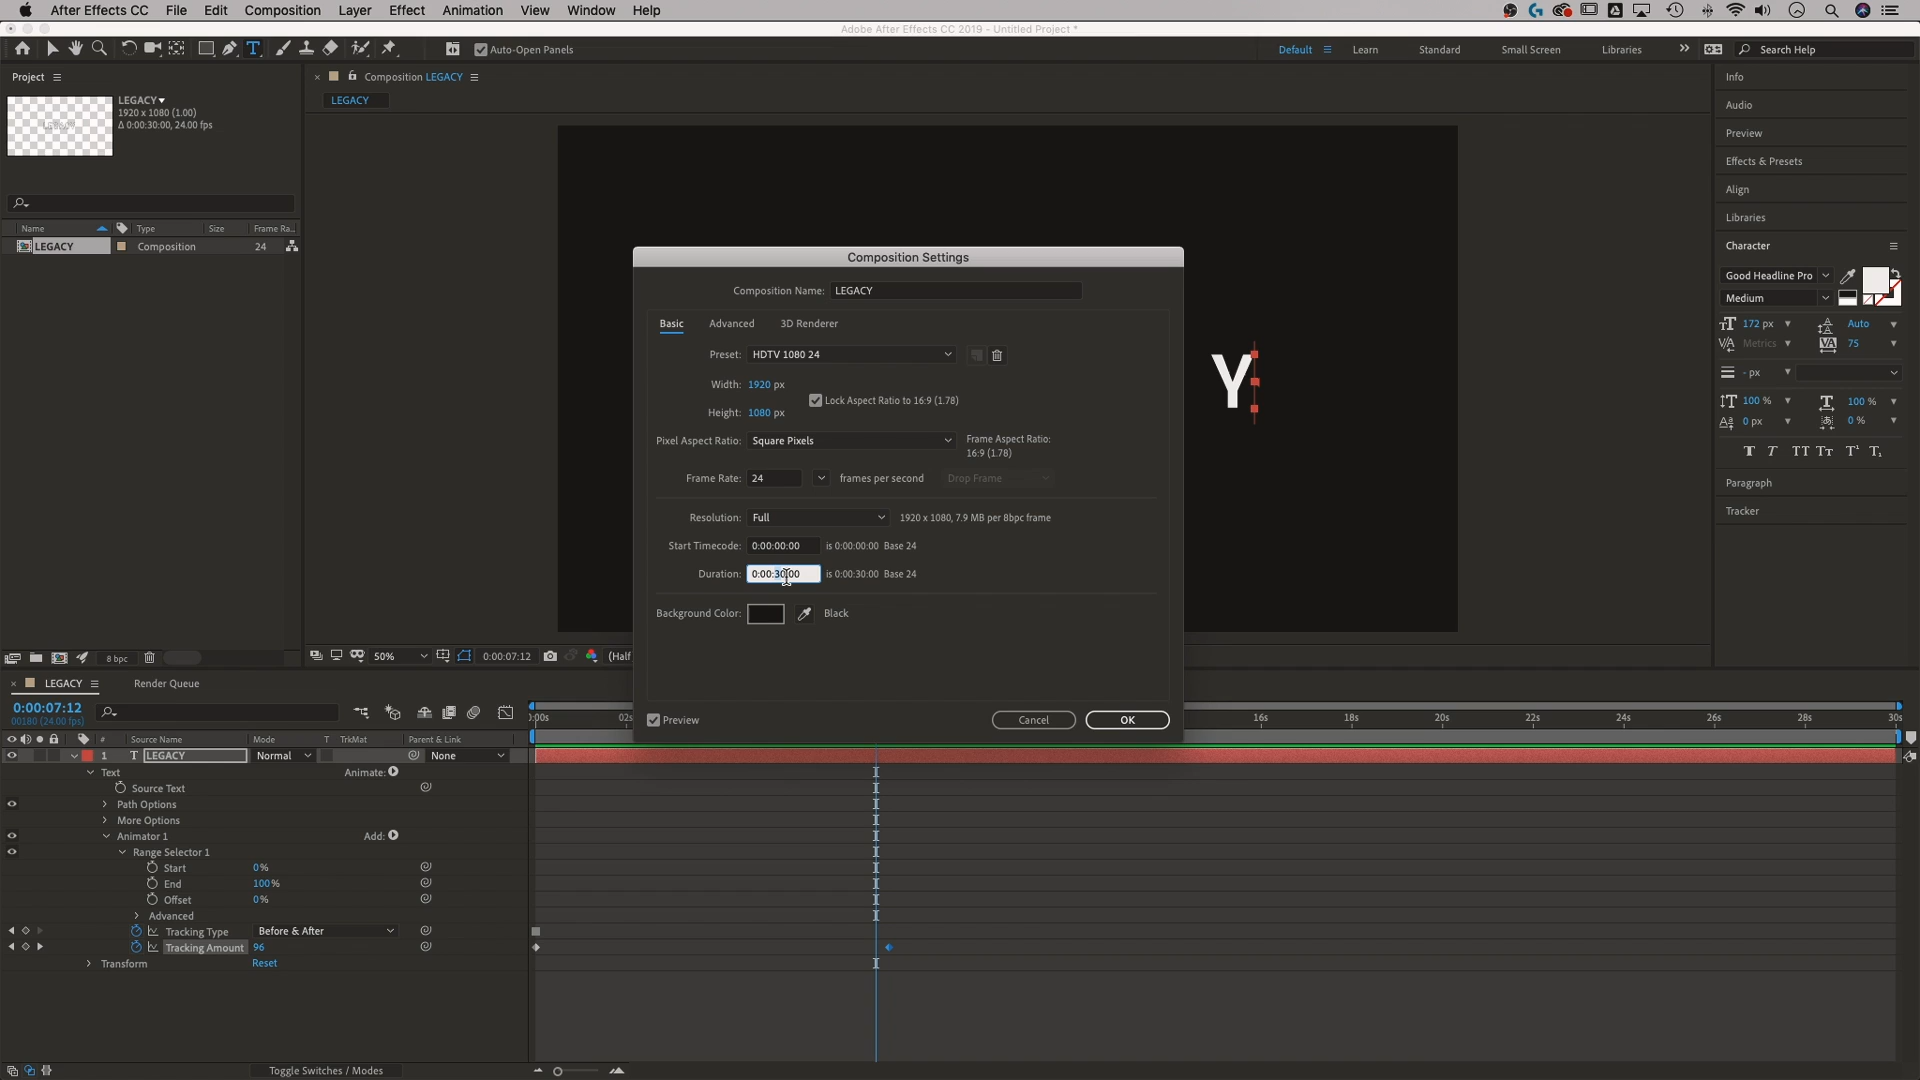 After Effects CC File Edit Composition Layer Effect Animation View Window Help
Adobe After Effects CC 2019 - Untitled Project *
Auto-Open Panels
Default Learn Standard Small Screen Libraries Search Help
Project
LEGACY
1920 x 1080 (1.00)
Δ 0:00:30:00, 24.00 fps
Name Type Size Frame Ra...
LEGACY Composition 24
Composition LEGACY
LEGACY
Y
Composition Settings
Composition Name: LEGACY
Basic Advanced 3D Renderer
Preset: HDTV 1080 24
Width: 1920 px
Lock Aspect Ratio to 16:9 (1.78)
Height: 1080 px
Pixel Aspect Ratio: Square Pixels
Frame Aspect Ratio:
16:9 (1.78)
Frame Rate: 24 frames per second Drop Frame
Resolution: Full 1920 x 1080, 7.9 MB per 8bpc frame
Start Timecode: 0:00:00:00 is 0:00:00:00 Base 24
Duration: 0:00:30:00 is 0:00:30:00 Base 24
Background Color: Black
Preview Cancel OK
Info
Audio
Preview
Effects & Presets
Align
Libraries
Character
Good Headline Pro
Medium
172 px Auto
Metrics 75
- px
100 % 100 %
0 px 0 %
T T TT Tt T¹ T₁
Paragraph
Tracker
8 bpc
50% 0:00:07:12 (Half
LEGACY Render Queue
0:00:07:12
00180 (24.00 fps)
0:00s 02s 16s 18s 20s 22s 24s 26s 28s 30s
# Source Name Mode T TrkMat Parent & Link
1 T LEGACY Normal None
Text Animate:
Source Text
Path Options
More Options
Animator 1 Add:
Range Selector 1
Start 0%
End 100%
Offset 0%
Advanced
Tracking Type Before & After
Tracking Amount 96
Transform Reset
Toggle Switches / Modes